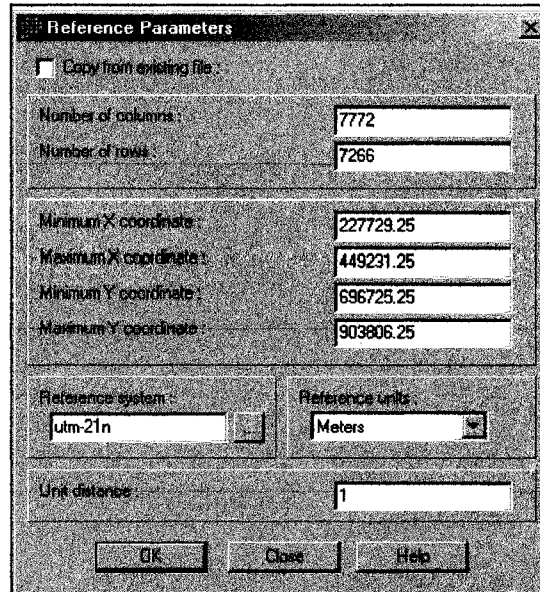 Reference Parameters
Copy from existing file :
Number of columns : 7772
Number of rows : 7266
Minimum X coordinate : 227729.25
Maximum X coordinate : 449231.25
Minimum Y coordinate : 696725.25
Maximum Y coordinate : 903806.25
Reference system : Reference units :
utm-21n ... Meters
Unit distance : 1
OK Close Help